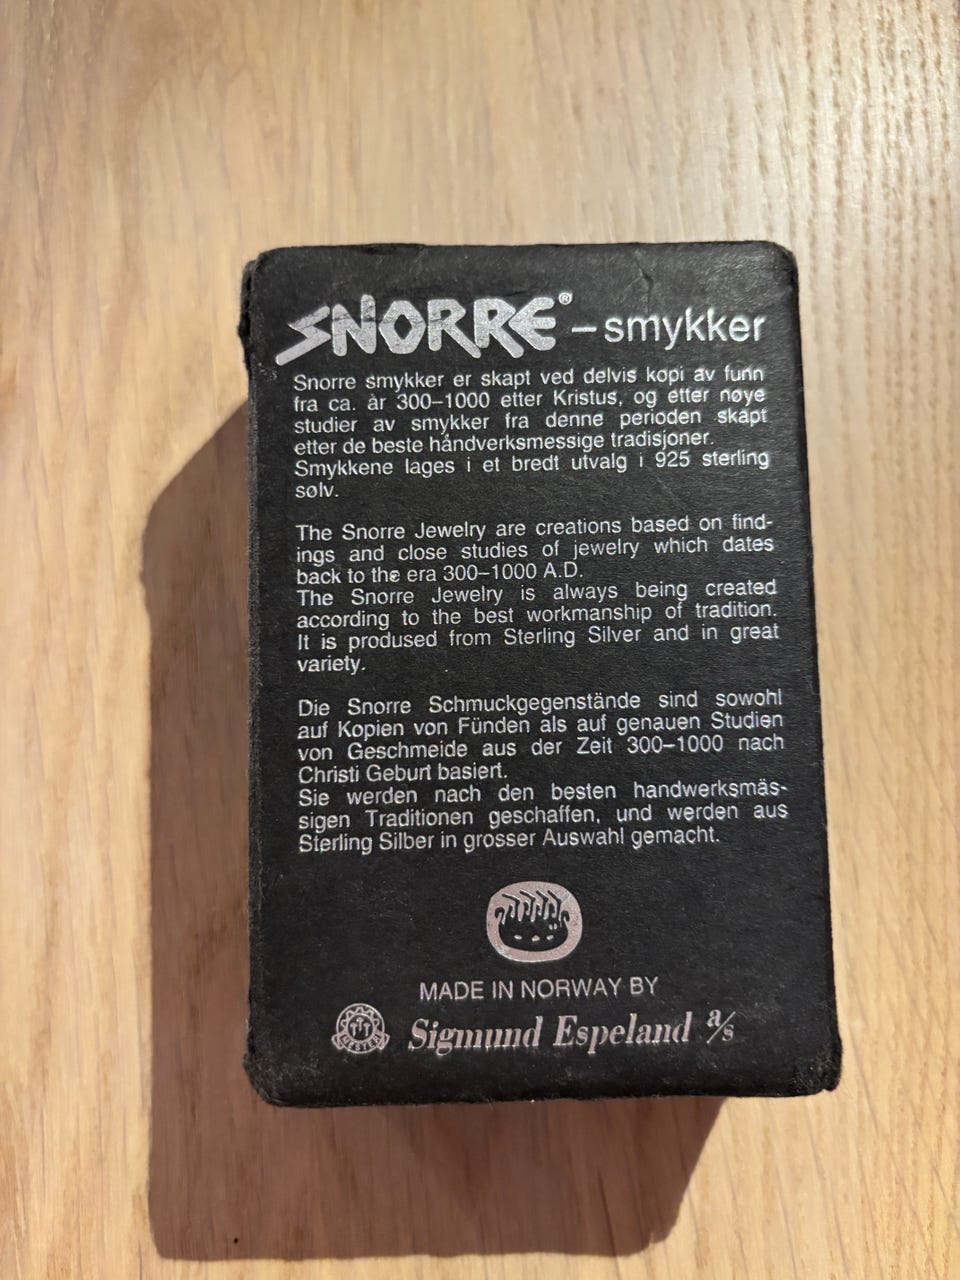 SNORRE® – smykker
Snorre smykker er skapt ved delvis kopi av funn
fra ca. år 300–1000 etter Kristus, og etter nøye
studier av smykker fra denne perioden skapt
etter de beste håndverksmessige tradisjoner.
Smykkene lages i et bredt utvalg i 925 sterling
sølv.
The Snorre Jewelry are creations based on find-
ings and close studies of jewelry which dates
back to the era 300–1000 A.D.
The Snorre Jewelry is always being created
according to the best workmanship of tradition.
It is prodused from Sterling Silver and in great
variety.
Die Snorre Schmuckgegenstände sind sowohl
auf Kopien von Fünden als auf genauen Studien
von Geschmeide aus der Zeit 300–1000 nach
Christi Geburt basiert.
Sie werden nach den besten handwerksmäs-
sigen Traditionen geschaffen, und werden aus
Sterling Silber in grosser Auswahl gemacht.
MADE IN NORWAY BY
MESTER Sigmund Espeland a/s